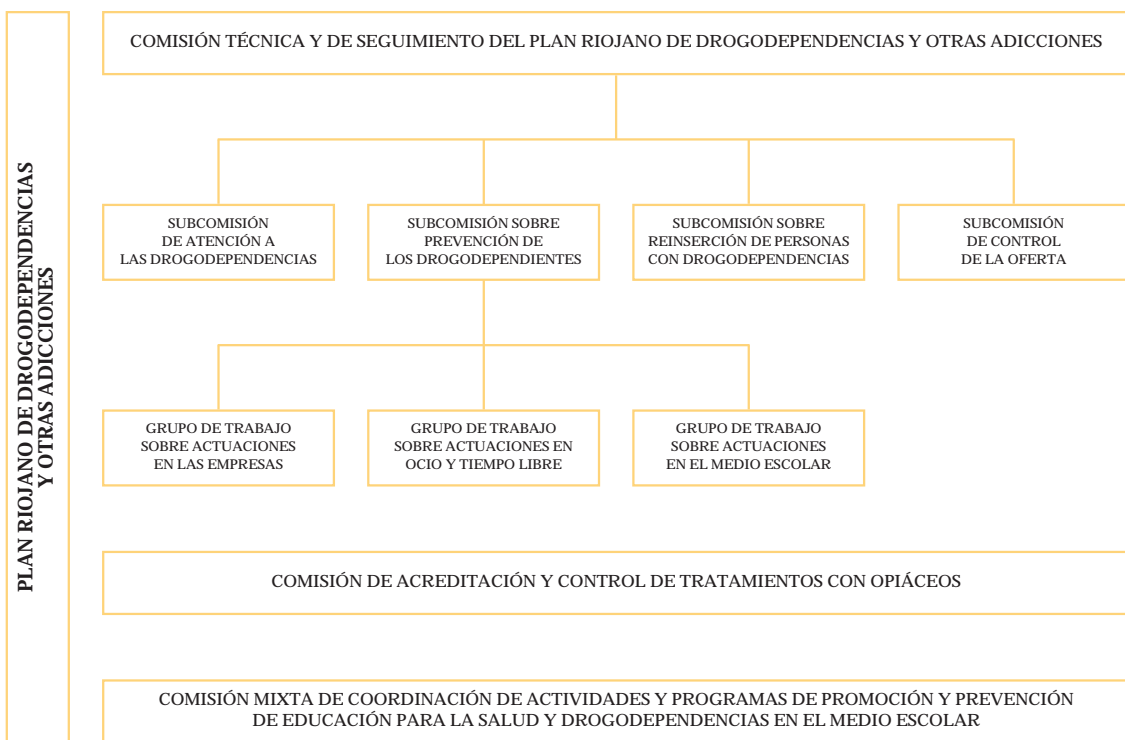 PLAN RIOJANO DE DROGODEPENDENCIAS
Y OTRAS ADICCIONES
COMISIÓN TÉCNICA Y DE SEGUIMIENTO DEL PLAN RIOJANO DE DROGODEPENDENCIAS Y OTRAS ADICCIONES
SUBCOMISIÓN
DE ATENCIÓN A
LAS DROGODEPENDENCIAS
SUBCOMISIÓN SOBRE
PREVENCIÓN DE
LOS DROGODEPENDIENTES
SUBCOMISIÓN SOBRE
REINSERCIÓN DE PERSONAS
CON DROGODEPENDENCIAS
SUBCOMISIÓN
DE CONTROL
DE LA OFERTA
GRUPO DE TRABAJO
SOBRE ACTUACIONES
EN LAS EMPRESAS
GRUPO DE TRABAJO
SOBRE ACTUACIONES EN
OCIO Y TIEMPO LIBRE
GRUPO DE TRABAJO
SOBRE ACTUACIONES
EN EL MEDIO ESCOLAR
COMISIÓN DE ACREDITACIÓN Y CONTROL DE TRATAMIENTOS CON OPIÁCEOS
COMISIÓN MIXTA DE COORDINACIÓN DE ACTIVIDADES Y PROGRAMAS DE PROMOCIÓN Y PREVENCIÓN
DE EDUCACIÓN PARA LA SALUD Y DROGODEPENDENCIAS EN EL MEDIO ESCOLAR